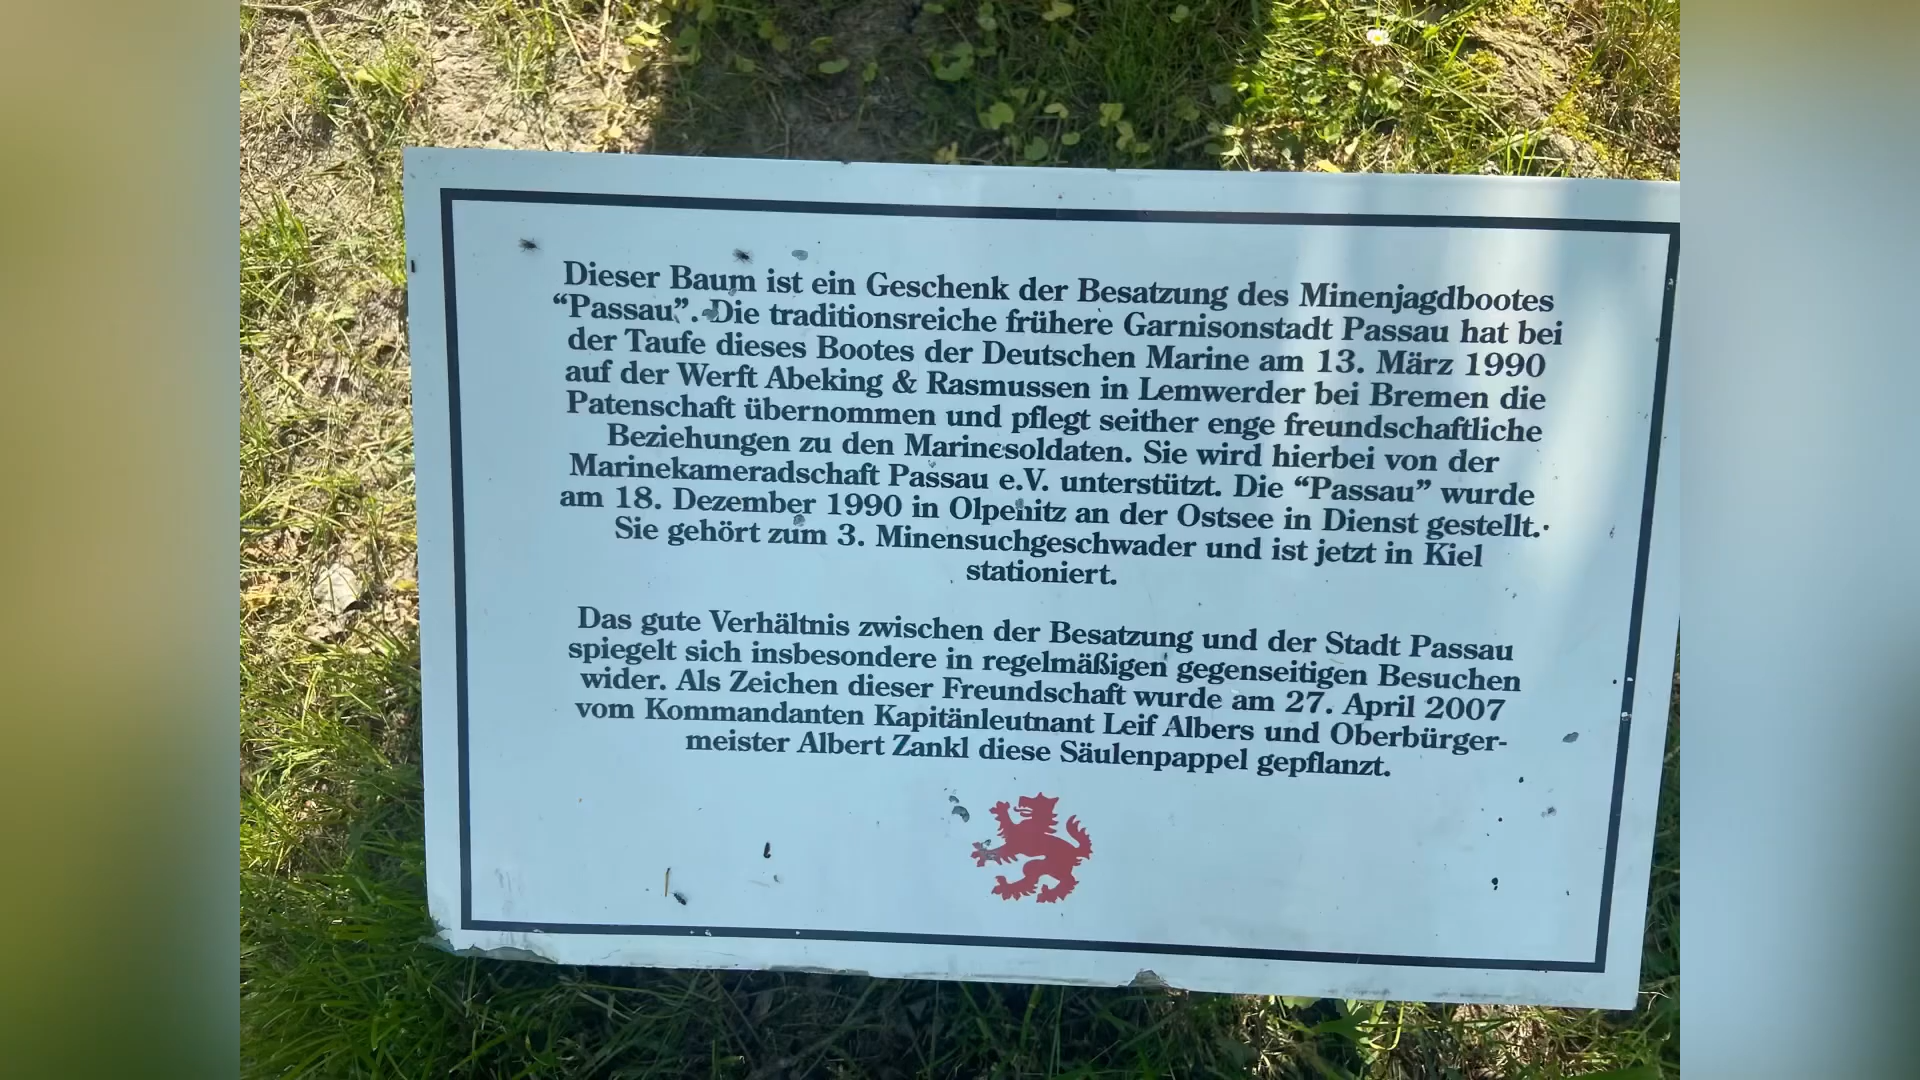 Dieser Baum ist ein Geschenk der Besatzung des Minenjagdbootes
“Passau”. Die traditionsreiche frühere Garnisonstadt Passau hat bei
der Taufe dieses Bootes der Deutschen Marine am 13. März 1990
auf der Werft Abeking & Rasmussen in Lemwerder bei Bremen die
Patenschaft übernommen und pflegt seither enge freundschaftliche
Beziehungen zu den Marinesoldaten. Sie wird hierbei von der
Marinekameradschaft Passau e.V. unterstützt. Die “Passau” wurde
am 18. Dezember 1990 in Olpenitz an der Ostsee in Dienst gestellt.
Sie gehört zum 3. Minensuchgeschwader und ist jetzt in Kiel
stationiert.
Das gute Verhältnis zwischen der Besatzung und der Stadt Passau
spiegelt sich insbesondere in regelmäßigen gegenseitigen Besuchen
wider. Als Zeichen dieser Freundschaft wurde am 27. April 2007
vom Kommandanten Kapitänleutnant Leif Albers und Oberbürger-
meister Albert Zankl diese Säulenpappel gepflanzt.